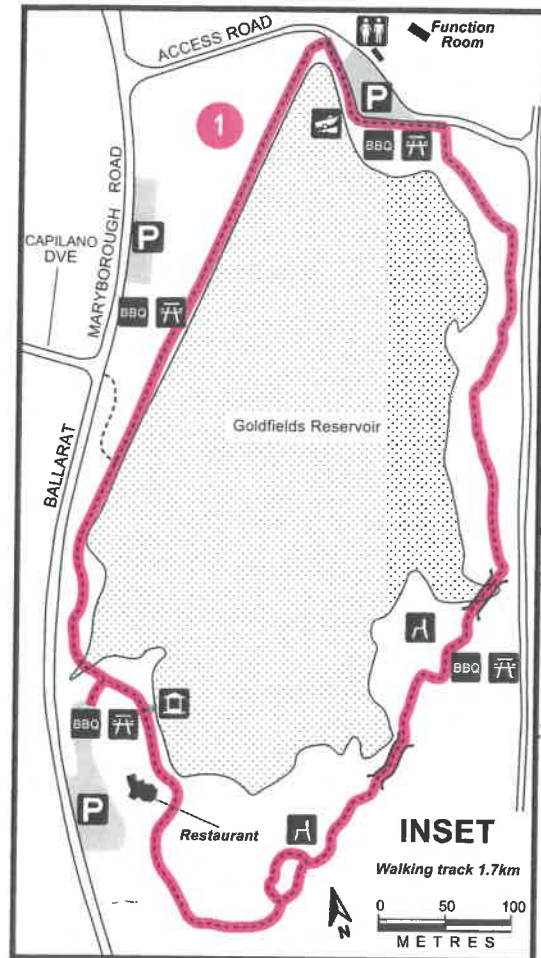 ACCESS ROAD
Function
Room
P
1
BBQ
MARYBOROUGH ROAD
CAPILANO
DVE
P
BBQ
Goldfields Reservoir
BALLARAT
BBQ
BBQ
P
Restaurant
INSET
Walking track 1.7km
N
0 50 100
METRES